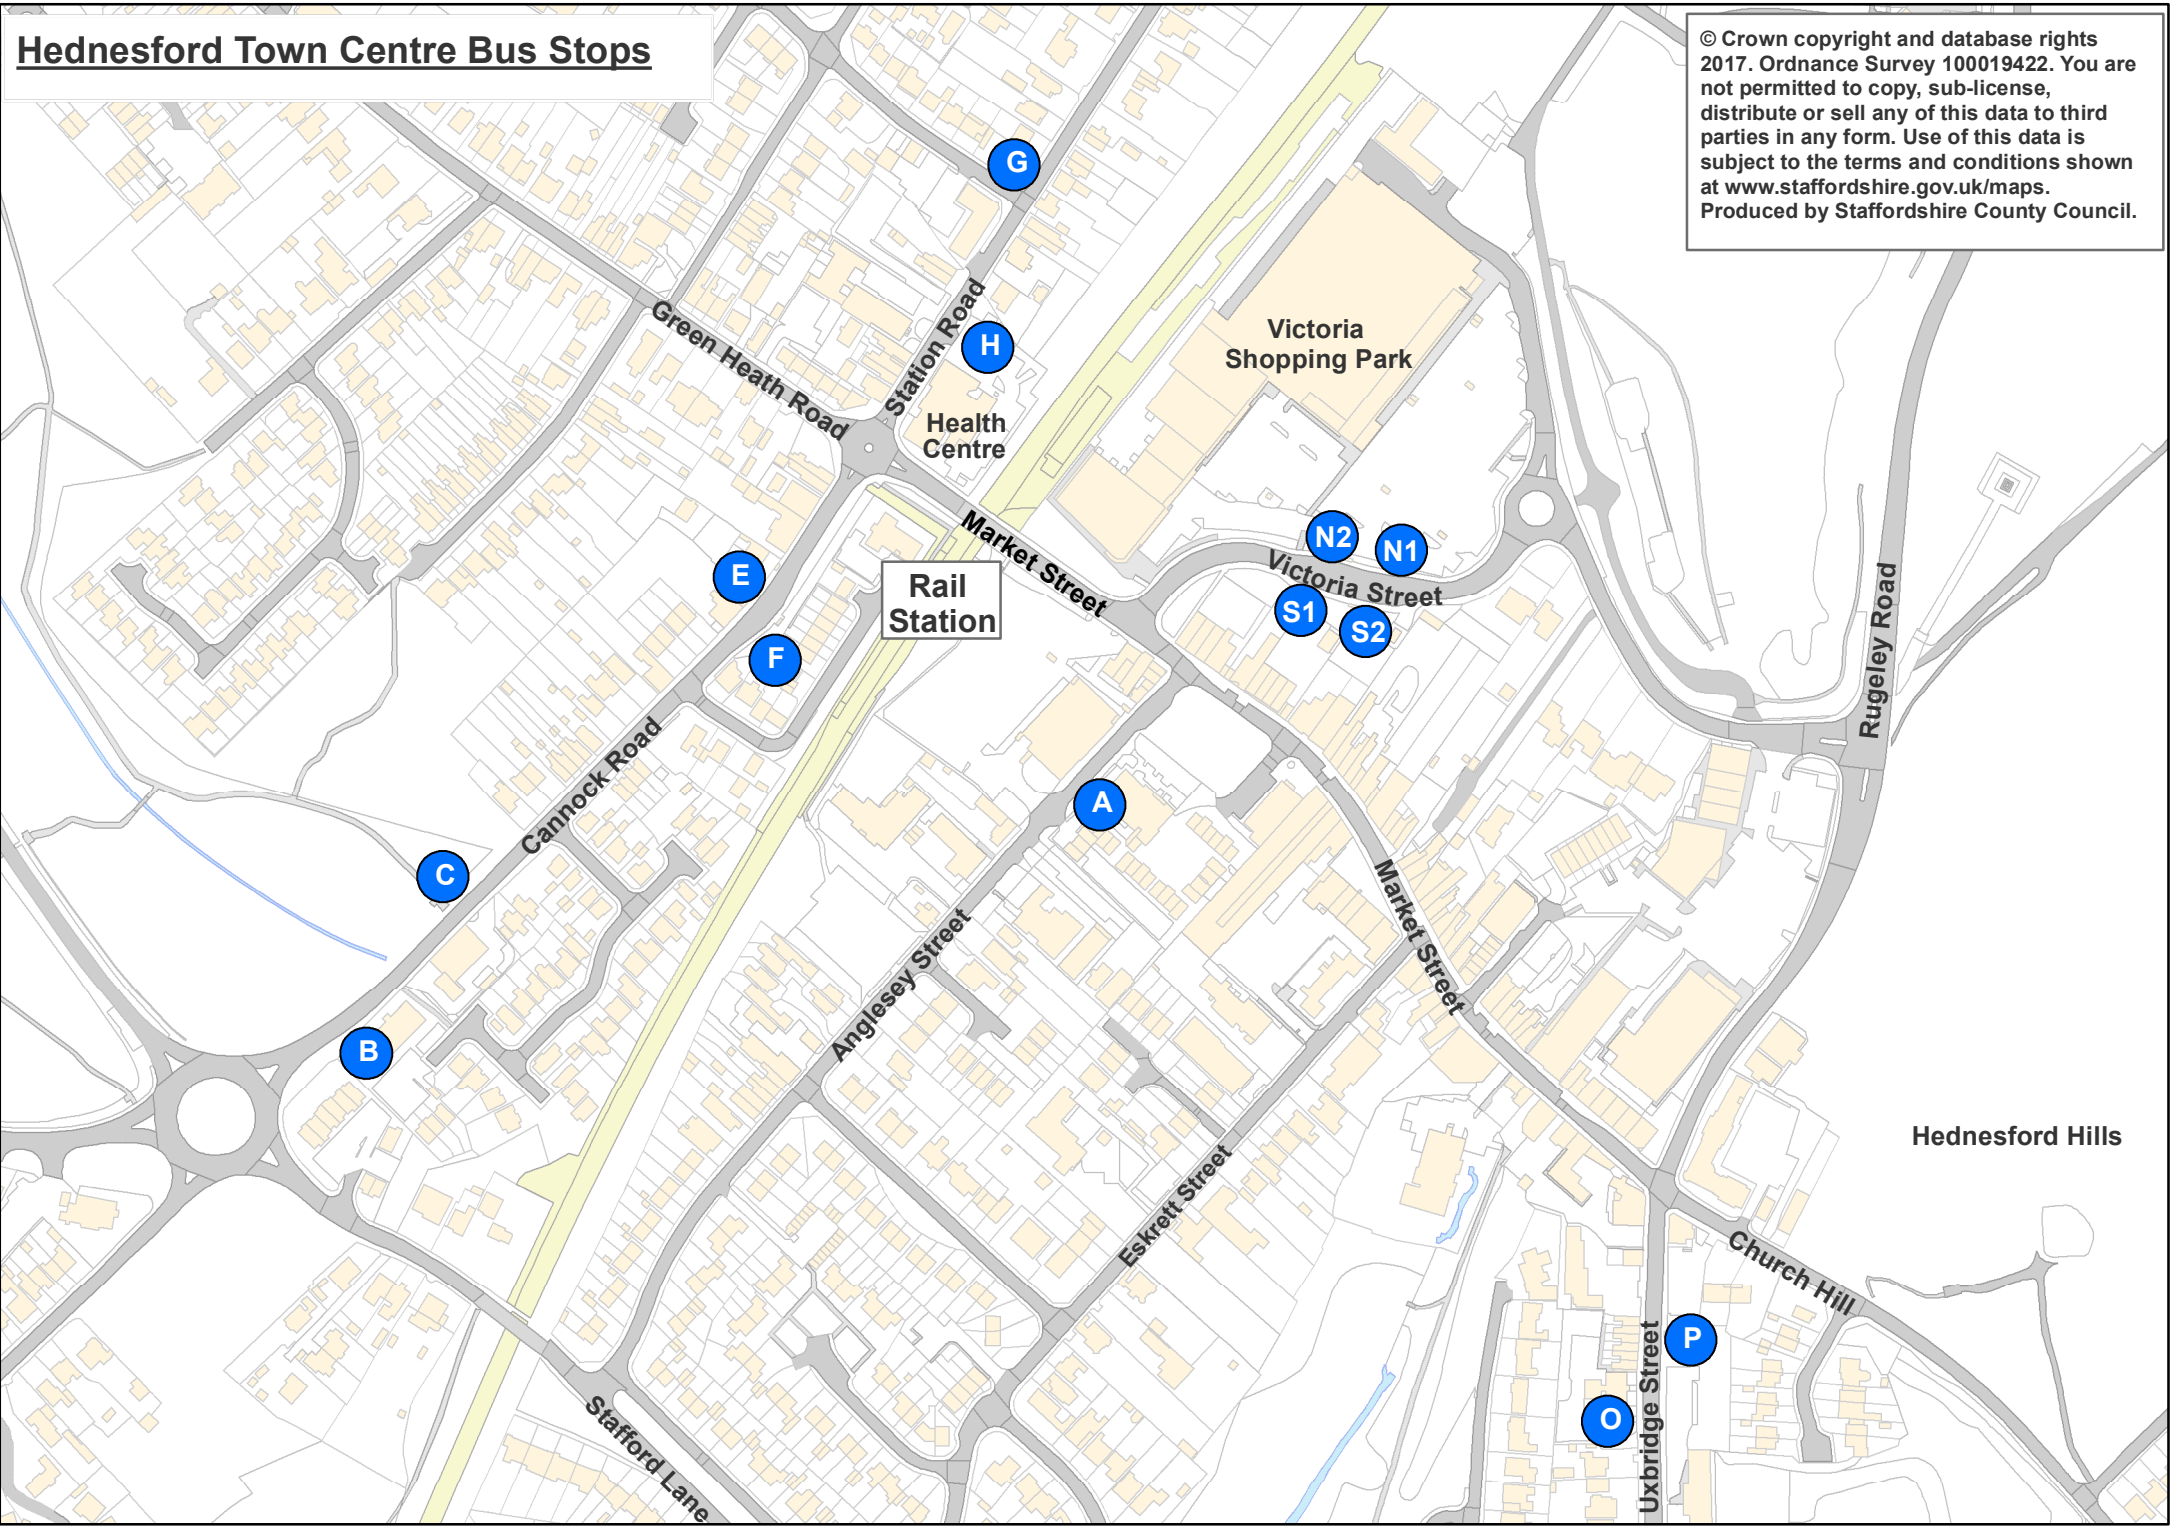 Hednesford Town Centre Bus Stops
© Crown copyright and database rights
2017. Ordnance Survey 100019422. You are
not permitted to copy, sub-license,
distribute or sell any of this data to third
parties in any form. Use of this data is
subject to the terms and conditions shown
at www.staffordshire.gov.uk/maps.
Produced by Staffordshire County Council.
G
Station Road
H
Green Heath Road
Victoria
Shopping Park
Health
Centre
Market Street
N2
N1
Victoria Street
S1
S2
E
F
Rail
Station
Rugeley Road
Cannock Road
A
C
Market Street
Anglesey Street
B
Hednesford Hills
Eskrett Street
Church Hill
P
O
Uxbridge Street
Stafford Lane